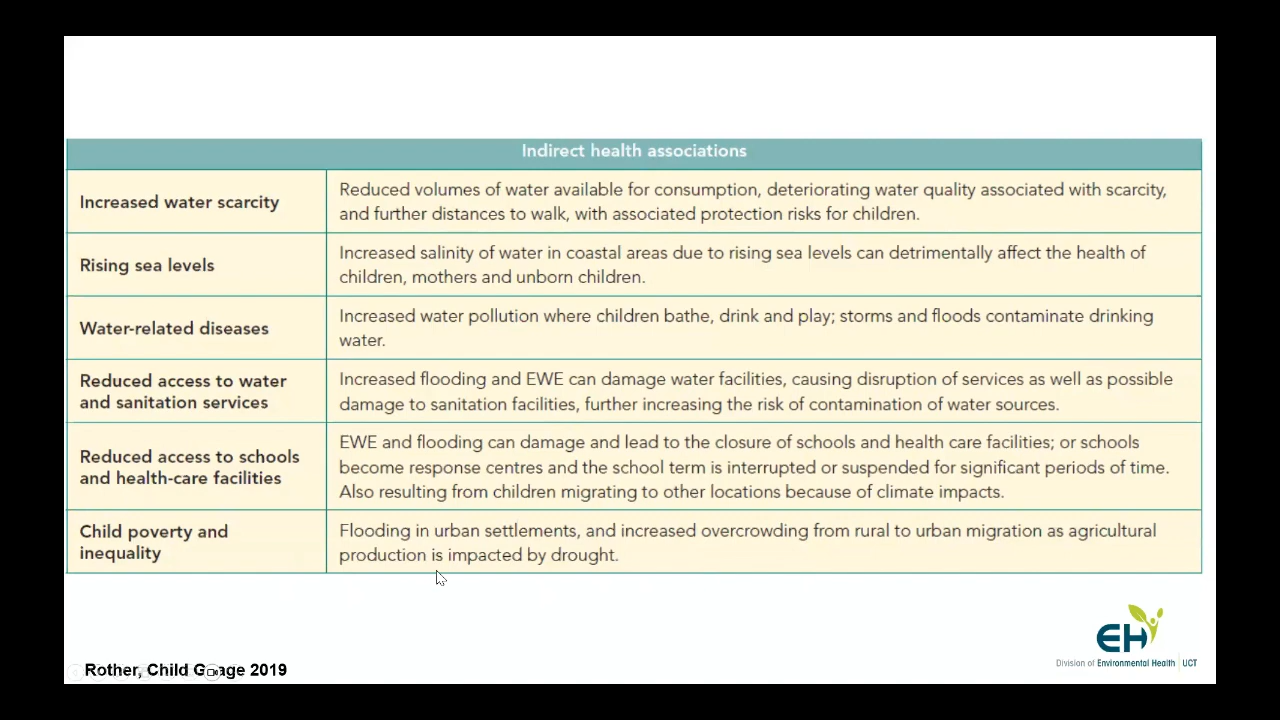 Indirect health associations
Increased water scarcity
Reduced volumes of water available for consumption, deteriorating water quality associated with scarcity,
and further distances to walk, with associated protection risks for children.
Rising sea levels
Increased salinity of water in coastal areas due to rising sea levels can detrimentally affect the health of
children, mothers and unborn children.
Water-related diseases
Increased water pollution where children bathe, drink and play; storms and floods contaminate drinking
water.
Reduced access to water
and sanitation services
Increased flooding and EWE can damage water facilities, causing disruption of services as well as possible
damage to sanitation facilities, further increasing the risk of contamination of water sources.
Reduced access to schools
and health-care facilities
EWE and flooding can damage and lead to the closure of schools and health care facilities; or schools
become response centres and the school term is interrupted or suspended for significant periods of time.
Also resulting from children migrating to other locations because of climate impacts.
Child poverty and
inequality
Flooding in urban settlements, and increased overcrowding from rural to urban migration as agricultural
production is impacted by drought.
EH
Division of Environmental Health | UCT
Rother, Child 2019